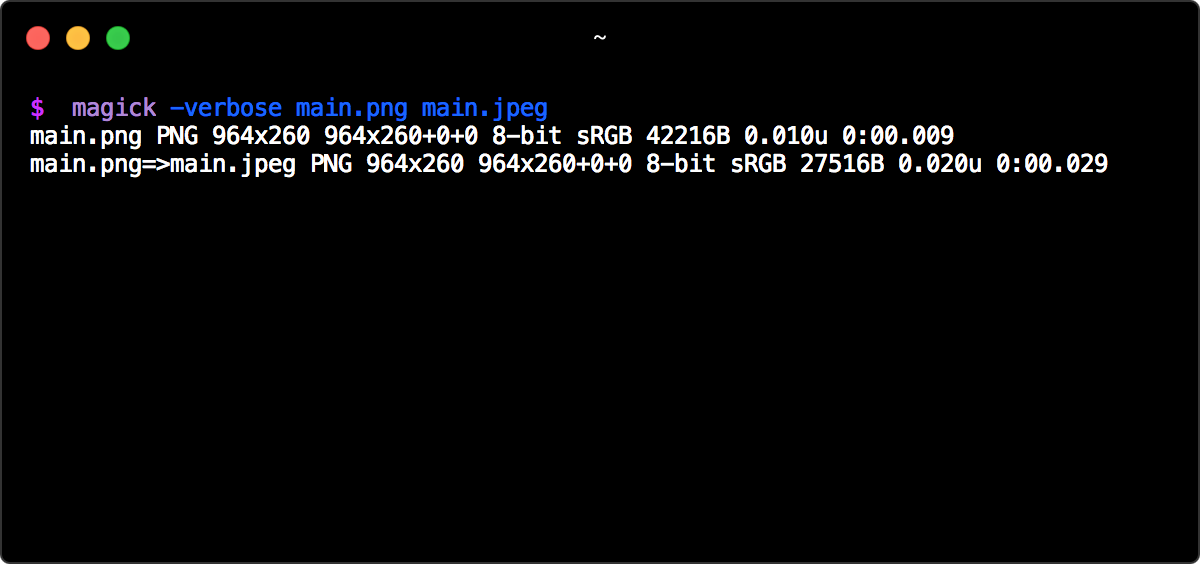 ~
$  magick -verbose main.png main.jpeg
main.png PNG 964x260 964x260+0+0 8-bit sRGB 42216B 0.010u 0:00.009
main.png=>main.jpeg PNG 964x260 964x260+0+0 8-bit sRGB 27516B 0.020u 0:00.029